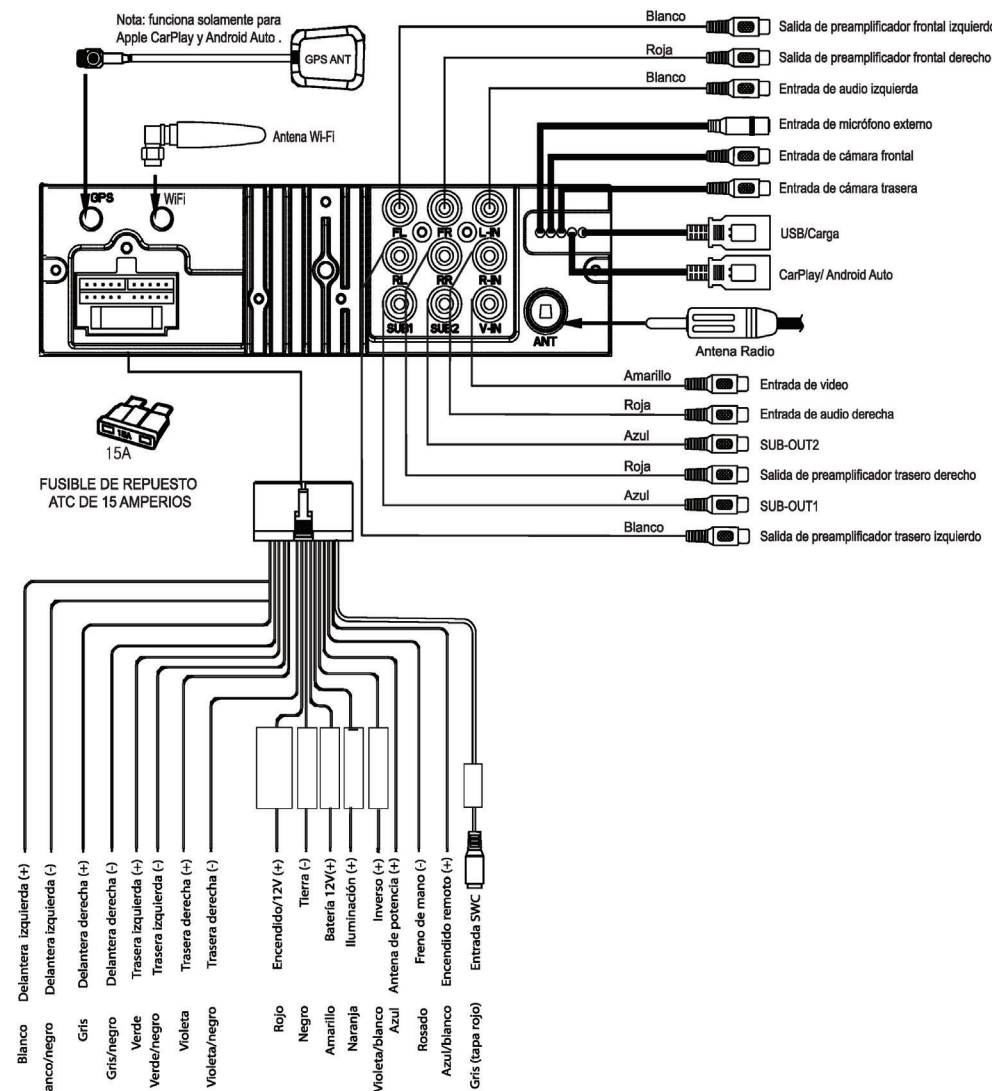 Nota: funciona solamente para
Apple CarPlay y Android Auto .
GPS ANT
Antena Wi-Fi
GPS
WiFi
FL
FR
L-IN
RL
RR
R-IN
SUB1
SUB2
V-IN
ANT
Blanco
Salida de preamplificador frontal izquierdo
Roja
Salida de preamplificador frontal derecho
Blanco
Entrada de audio izquierda
Entrada de micrófono externo
Entrada de cámara frontal
Entrada de cámara trasera
USB/Carga
CarPlay/ Android Auto
Antena Radio
Amarillo
Entrada de video
Roja
Entrada de audio derecha
Azul
SUB-OUT2
Roja
Salida de preamplificador trasero derecho
Azul
SUB-OUT1
Blanco
Salida de preamplificador trasero izquierdo
15A
15A
FUSIBLE DE REPUESTO
ATC DE 15 AMPERIOS
Blanco Delantera izquierda (+)
anco/negro Delantera izquierda (-)
Gris Delantera derecha (+)
Gris/negro Delantera derecha (-)
Verde Trasera izquierda (+)
Verde/negro Trasera izquierda (-)
Violeta Trasera derecha (+)
Violeta/negro Trasera derecha (-)
Rojo Encendido/12V (+)
Negro Tierra (-)
Amarillo Batería 12V(+)
Naranja Iluminación (+)
Violeta/blanco Inverso (+)
Azul Antena de potencia (+)
Rosado Freno de mano (-)
Azul/blanco Encendido remoto (+)
Gris (tapa rojo) Entrada SWC